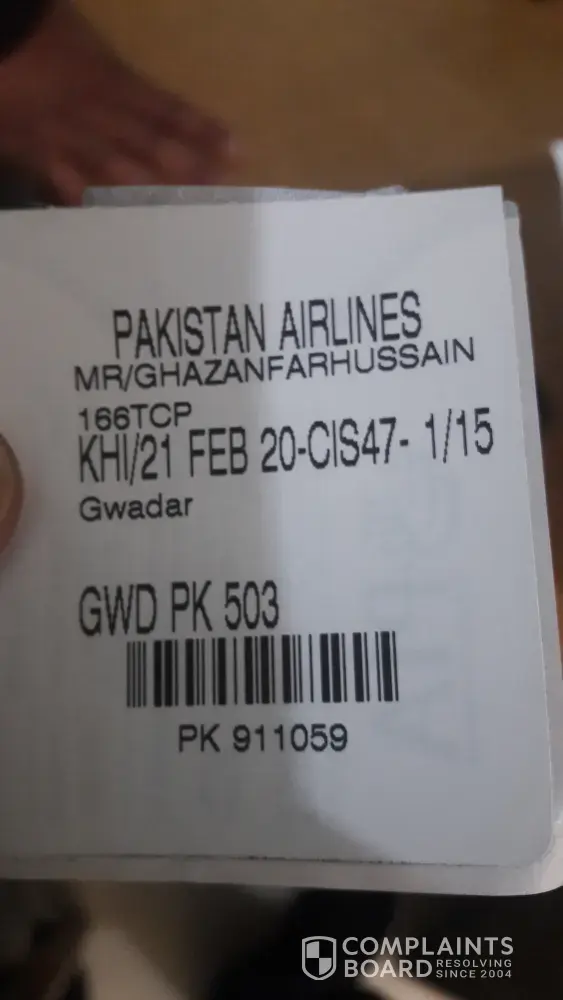 PAKISTAN AIRLINES
MR/GHAZANFARHUSSAIN
166TCP
KHI/21 FEB 20-CIS47- 1/15
Gwadar
GWD PK 503
PK 911059
COMPLAINTS
BOARD RESOLVING
SINCE 2004